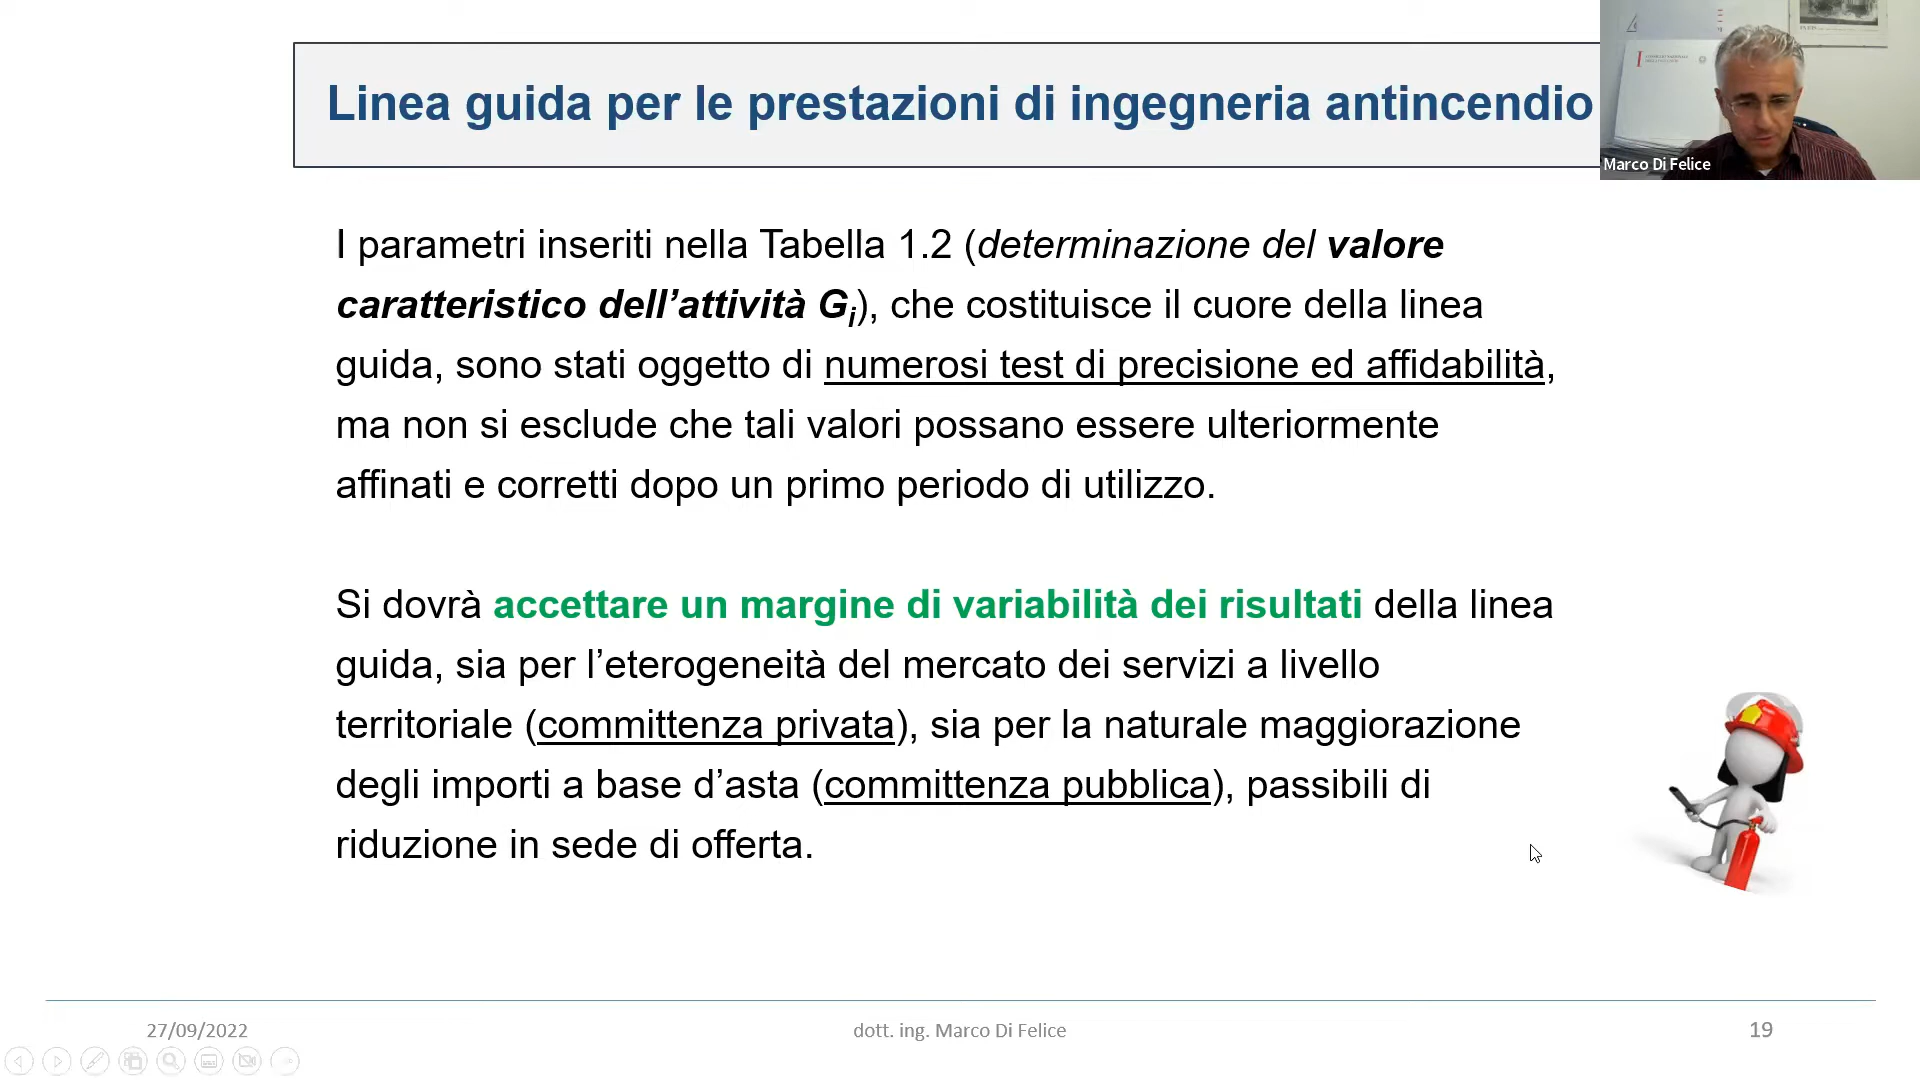 Linea guida per le prestazioni di ingegneria antincendio
Marco Di Felice
I parametri inseriti nella Tabella 1.2 (determinazione del valore
caratteristico dell’attività Gi), che costituisce il cuore della linea
guida, sono stati oggetto di numerosi test di precisione ed affidabilità,
ma non si esclude che tali valori possano essere ulteriormente
affinati e corretti dopo un primo periodo di utilizzo.
Si dovrà accettare un margine di variabilità dei risultati della linea
guida, sia per l’eterogeneità del mercato dei servizi a livello
territoriale (committenza privata), sia per la naturale maggiorazione
degli importi a base d’asta (committenza pubblica), passibili di
riduzione in sede di offerta.
27/09/2022
dott. ing. Marco Di Felice
19